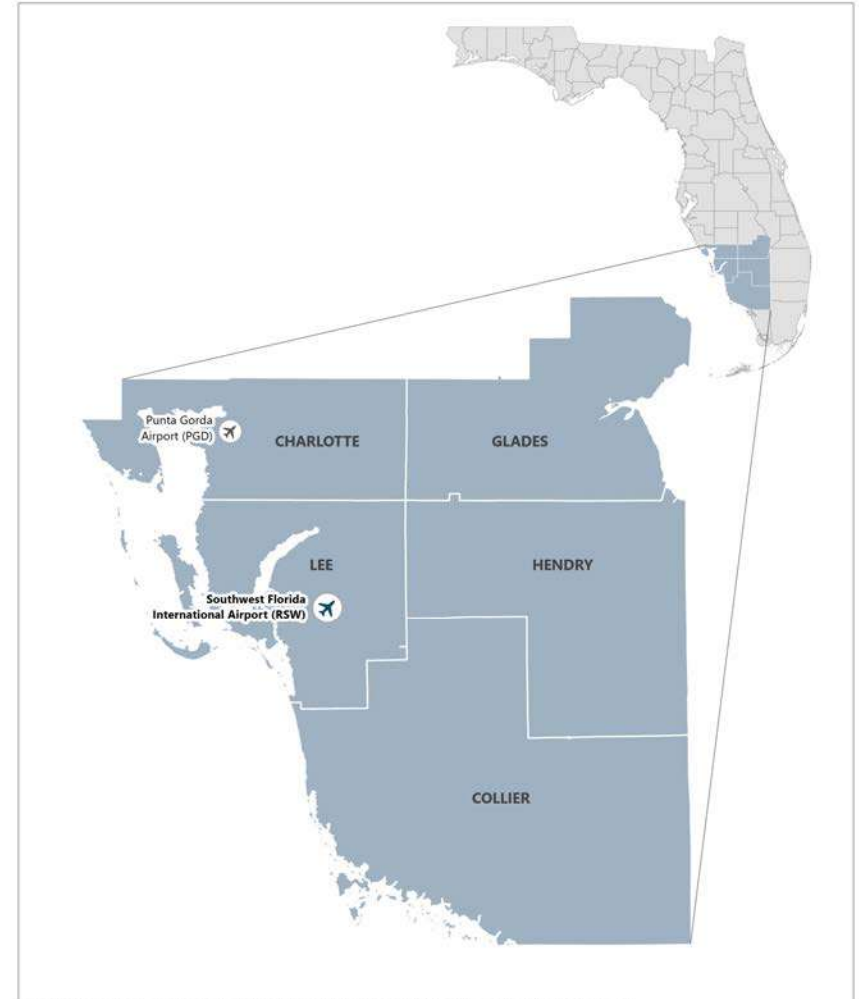 Punta Gorda
Airport (PGD)
CHARLOTTE
GLADES
LEE
HENDRY
Southwest Florida
International Airport (RSW)
COLLIER